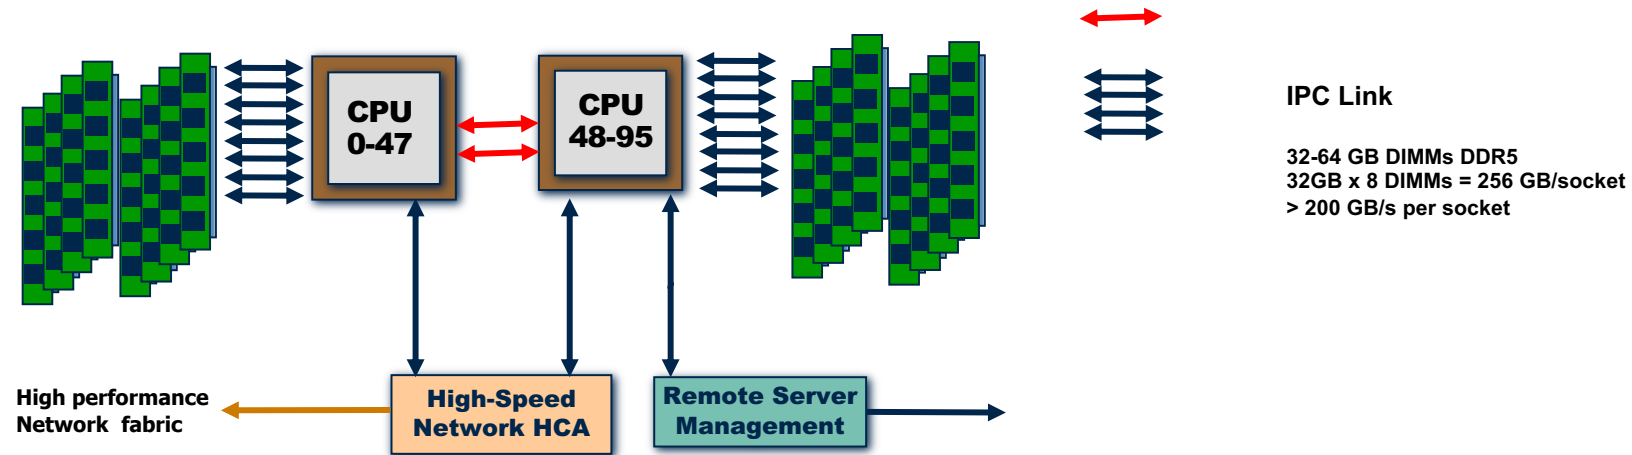 CPU
0-47
CPU
48-95
IPC Link
32-64 GB DIMMs DDR5
32GB x 8 DIMMs = 256 GB/socket
> 200 GB/s per socket
High performance
Network fabric
High-Speed
Network HCA
Remote Server
Management